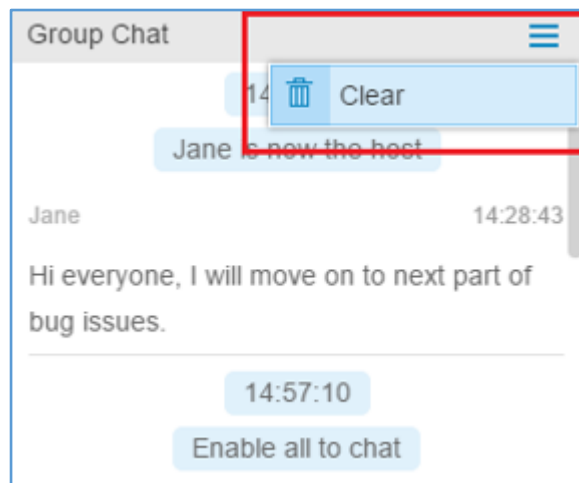 Group Chat
14
Clear
Jane is now the host
Jane 14:28:43
Hi everyone, I will move on to next part of
bug issues.
14:57:10
Enable all to chat